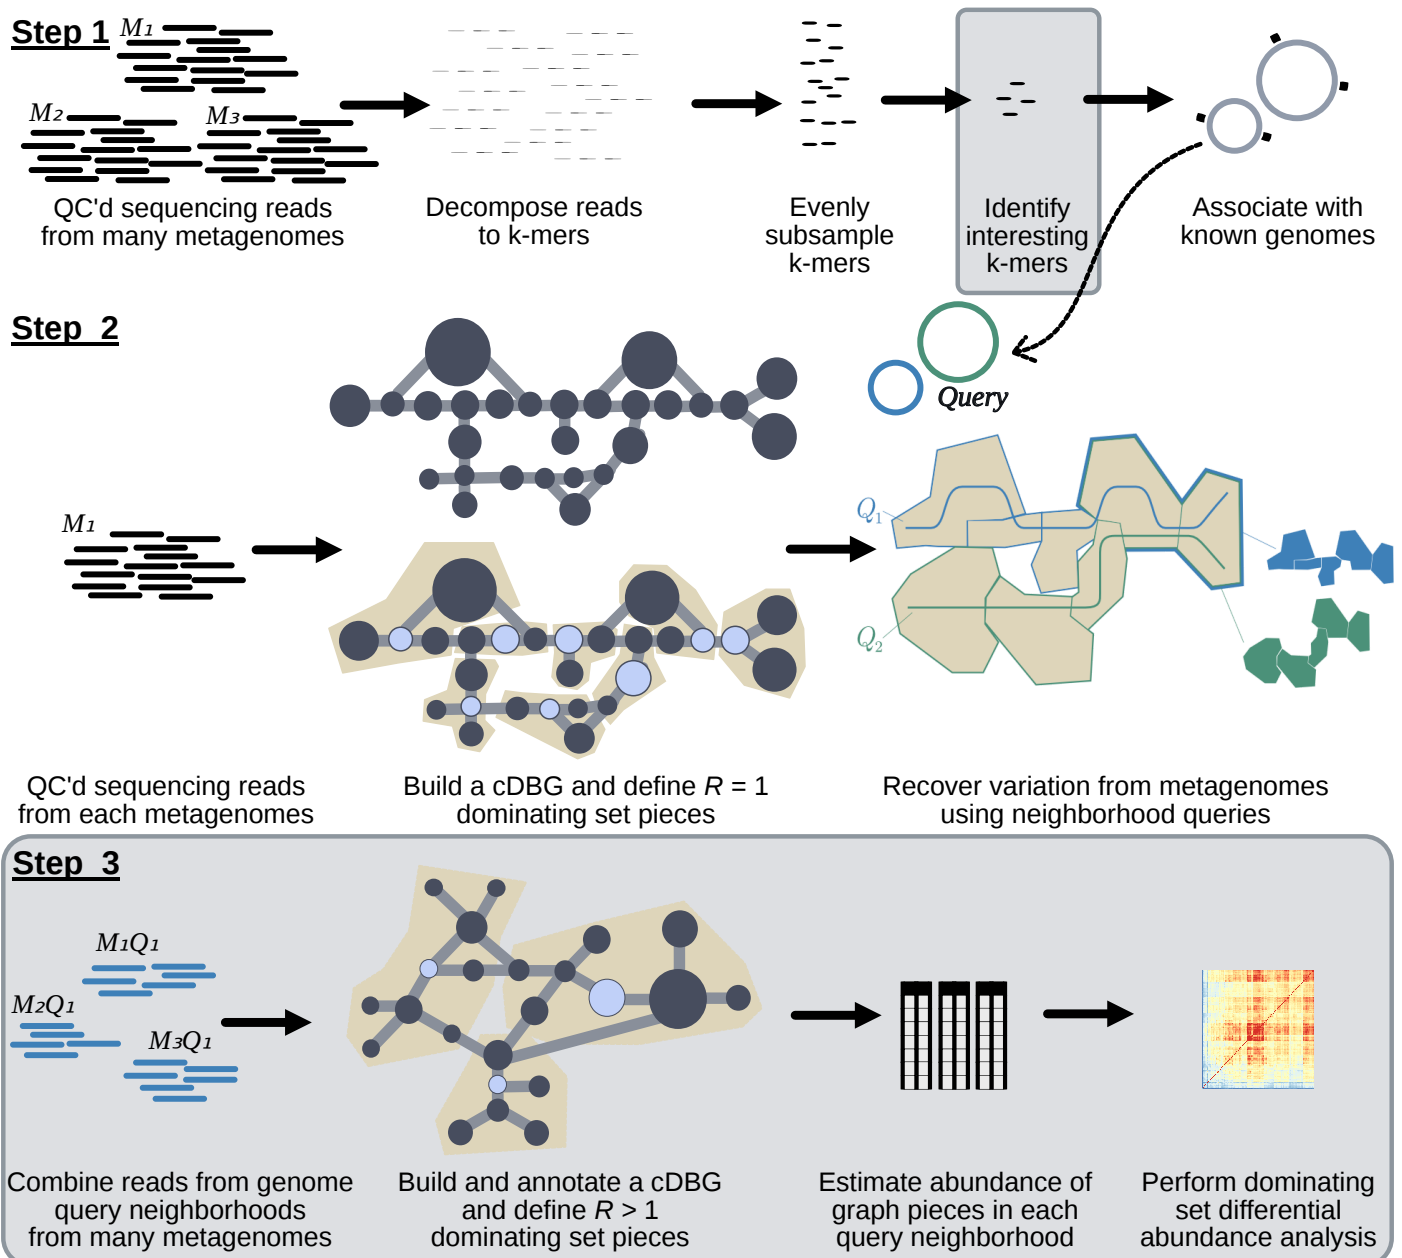 Step 1
M₁
M₂
M₃
QC'd sequencing reads
from many metagenomes
Decompose reads
to k-mers
Evenly
subsample
k-mers
Identify
interesting
k-mers
Associate with
known genomes
Step 2
Query
M₁
Q₁
Q₂
QC'd sequencing reads
from each metagenomes
Build a cDBG and define R = 1
dominating set pieces
Recover variation from metagenomes
using neighborhood queries
Step 3
M₁Q₁
M₂Q₁
M₃Q₁
Combine reads from genome
query neighborhoods
from many metagenomes
Build and annotate a cDBG
and define R > 1
dominating set pieces
Estimate abundance of
graph pieces in each
query neighborhood
Perform dominating
set differential
abundance analysis